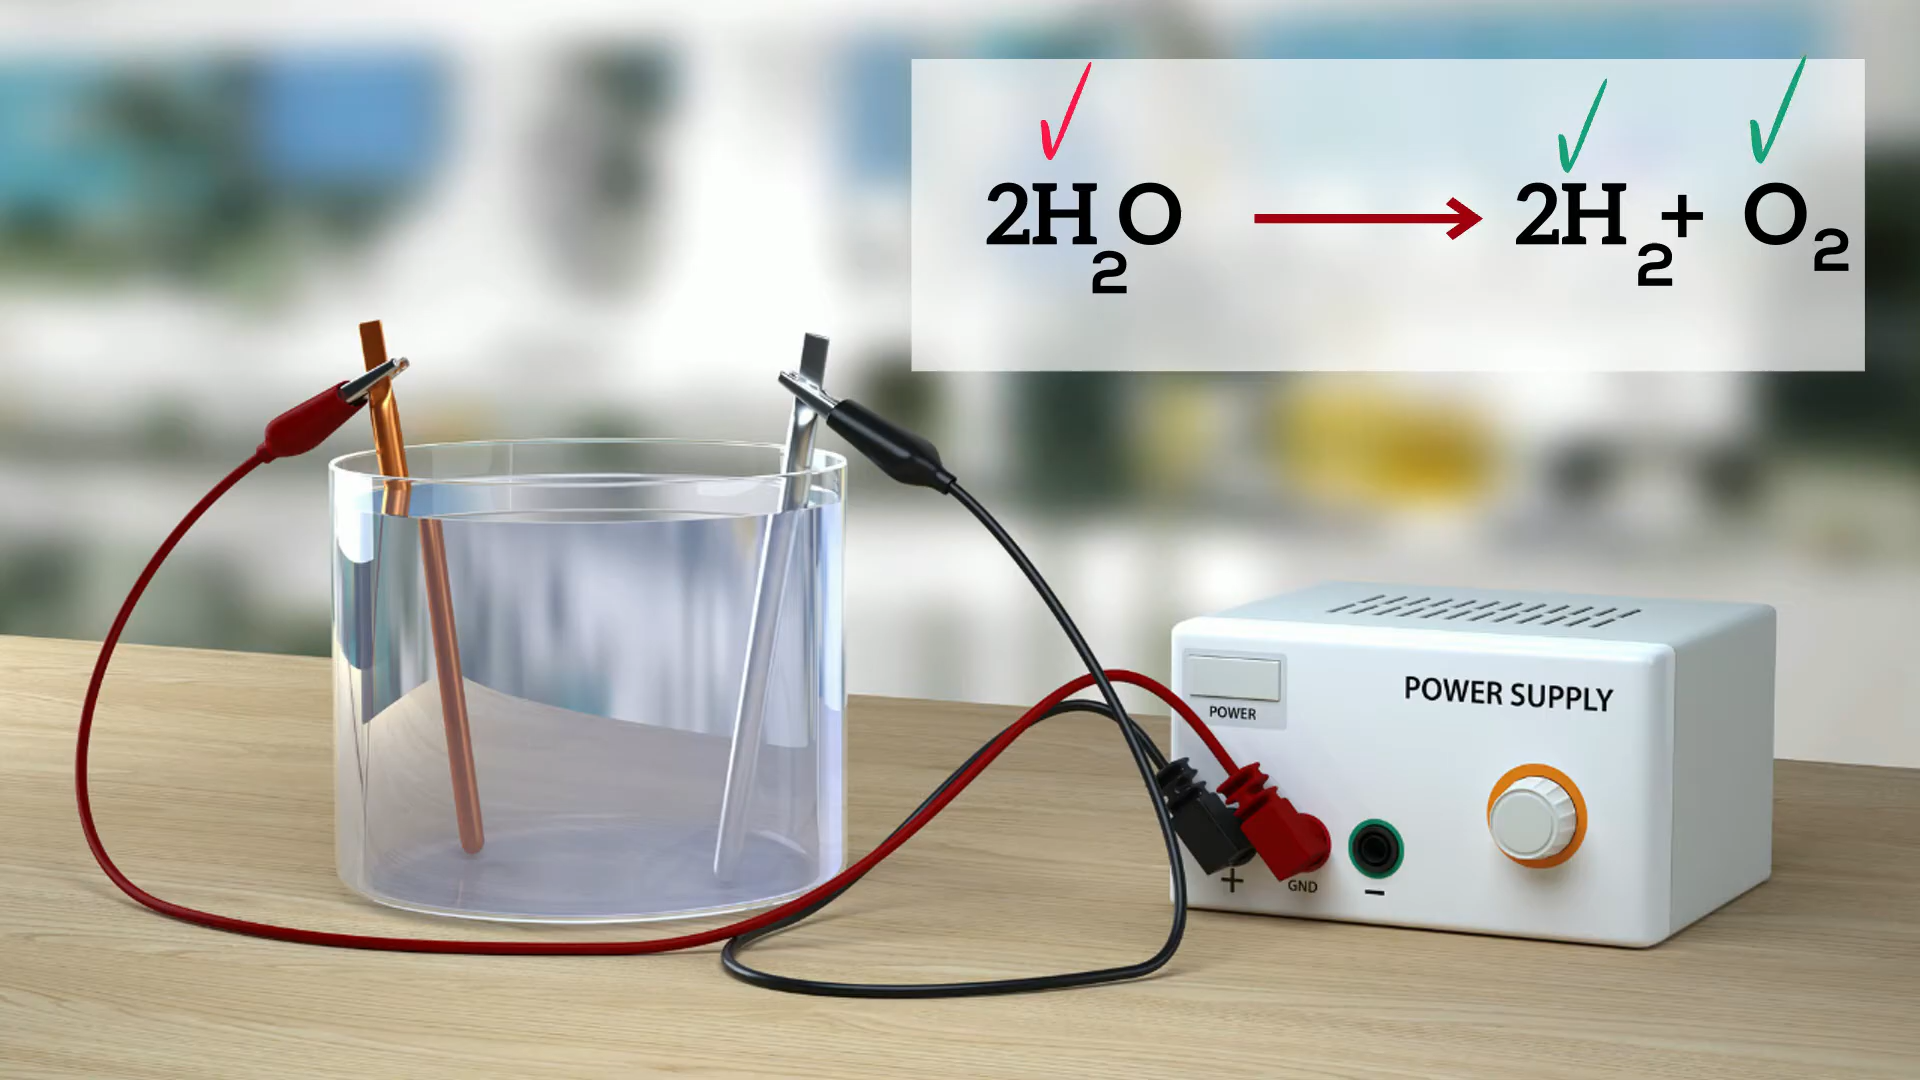 2H₂O → 2H₂ + O₂
POWER SUPPLY
POWER
+ GND −